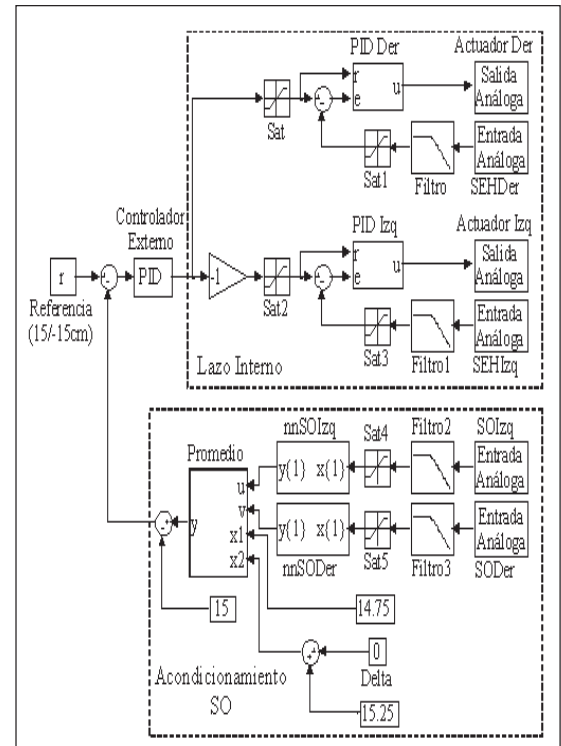 PID Der
Actuador Der
r
e
u
Salida
Análoga
Sat
Sat1
Filtro
Entrada
Análoga
SEHDer
Controlador
Externo
PID
-1
Sat2
r
Referencia
(15/-15cm)
PID Izq
Actuador Izq
r
e
u
Salida
Análoga
Sat3
Filtro1
Entrada
Análoga
SEHIzq
Lazo Interno
Promedio
u
v
x1
x2
y
nnSOIzq
y(1) x(1)
Sat4
Filtro2
SOIzq
Entrada
Análoga
y(1) x(1)
nnSODer
Sat5
Filtro3
Entrada
Análoga
SODer
15
14.75
0
Delta
15.25
Acondicionamiento
SO